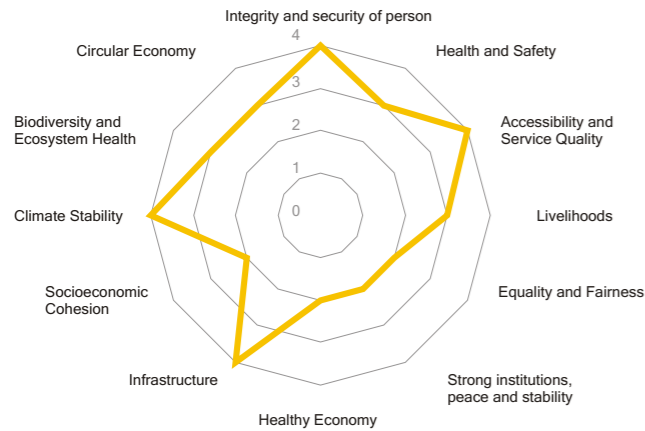 Integrity and security of person
4
Circular Economy
Health and Safety
3
Biodiversity and
Ecosystem Health
Accessibility and
Service Quality
2
1
0
Climate Stability
Livelihoods
Socioeconomic
Cohesion
Equality and Fairness
Infrastructure
Strong institutions,
peace and stability
Healthy Economy